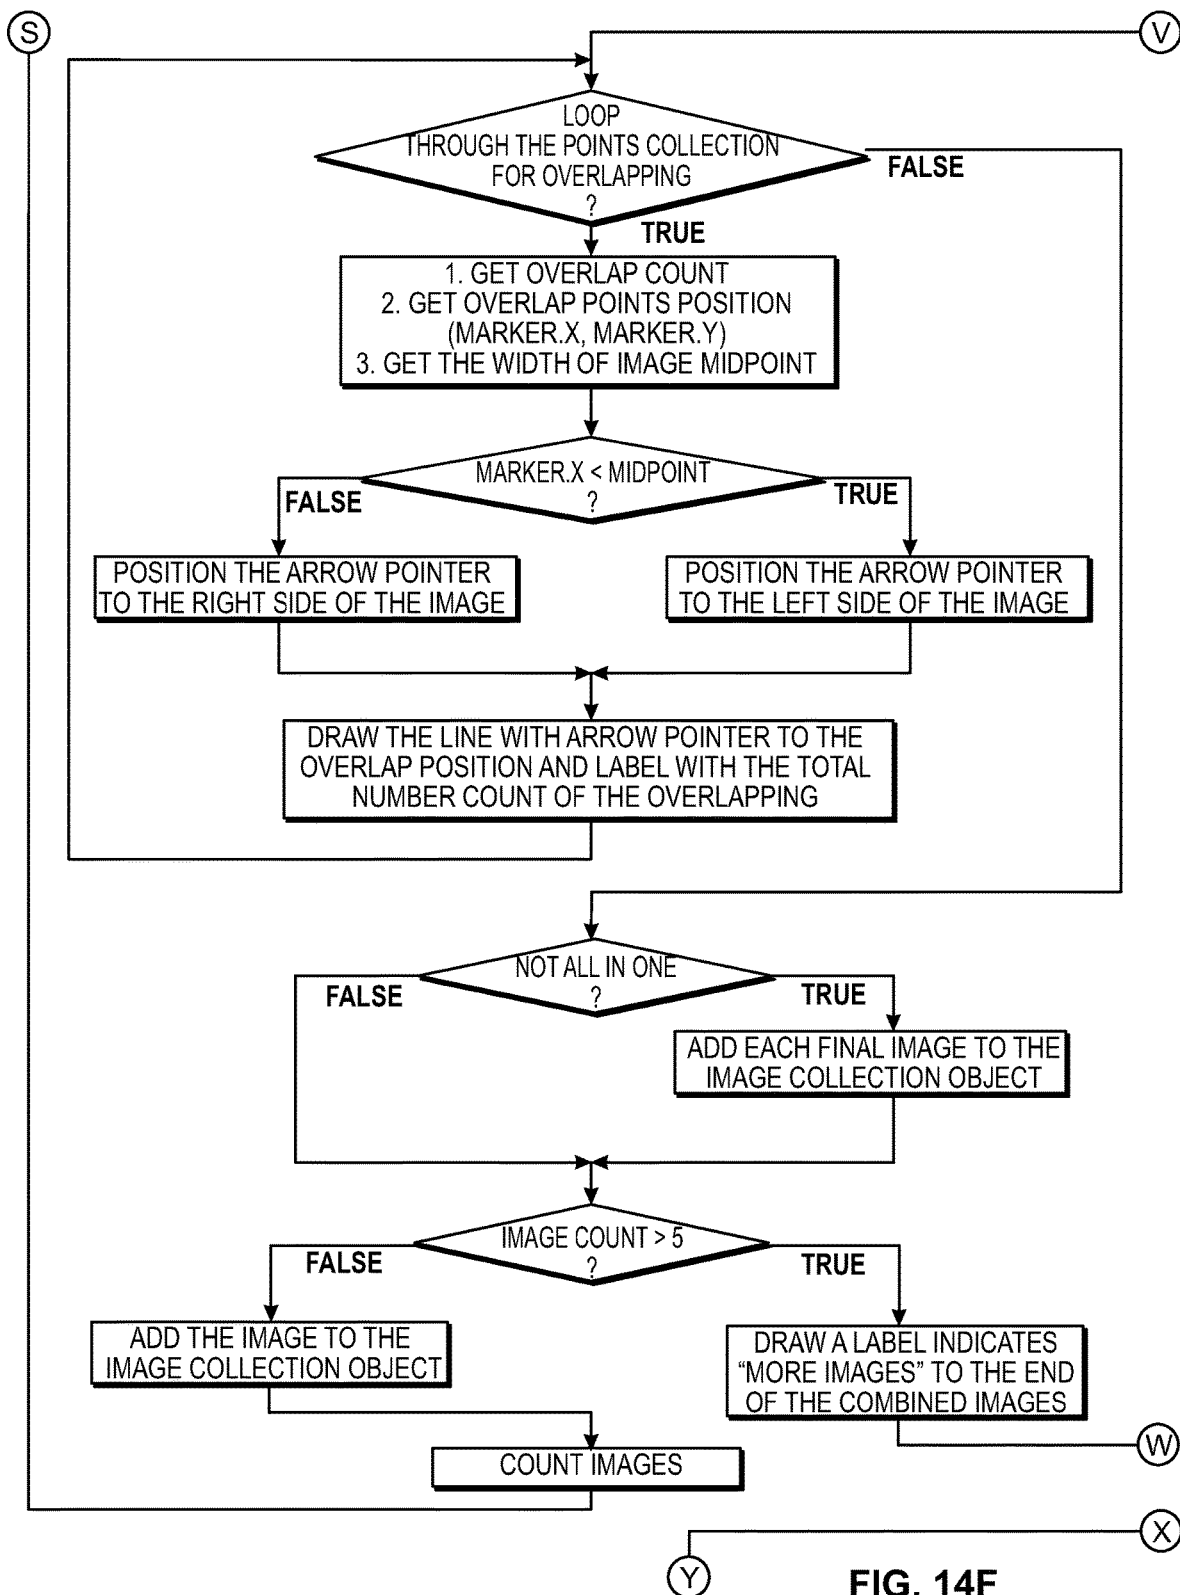 S
V
LOOP
THROUGH THE POINTS COLLECTION
FOR OVERLAPPING
?
FALSE
TRUE
1. GET OVERLAP COUNT
2. GET OVERLAP POINTS POSITION
(MARKER.X, MARKER.Y)
3. GET THE WIDTH OF IMAGE MIDPOINT
MARKER.X < MIDPOINT
?
FALSE
TRUE
POSITION THE ARROW POINTER
TO THE RIGHT SIDE OF THE IMAGE
POSITION THE ARROW POINTER
TO THE LEFT SIDE OF THE IMAGE
DRAW THE LINE WITH ARROW POINTER TO THE
OVERLAP POSITION AND LABEL WITH THE TOTAL
NUMBER COUNT OF THE OVERLAPPING
NOT ALL IN ONE
?
FALSE
TRUE
ADD EACH FINAL IMAGE TO THE
IMAGE COLLECTION OBJECT
IMAGE COUNT > 5
?
FALSE
TRUE
ADD THE IMAGE TO THE
IMAGE COLLECTION OBJECT
DRAW A LABEL INDICATES
“MORE IMAGES” TO THE END
OF THE COMBINED IMAGES
W
COUNT IMAGES
X
Y
FIG. 14F